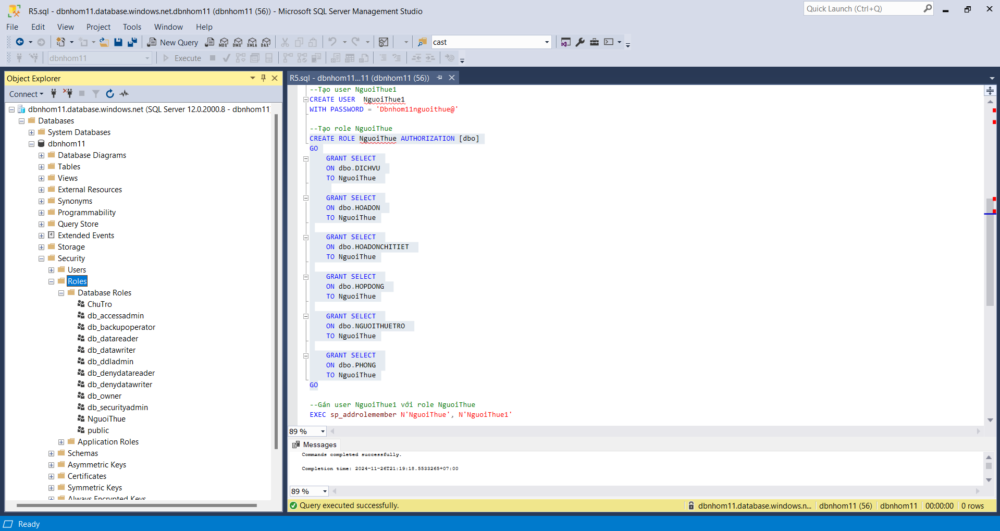 R5.sql - dbnhom11.database.windows.net.dbnhom11 (dbnhom11 (56)) - Microsoft SQL Server Management Studio
Quick Launch (Ctrl+Q)
File Edit View Project Tools Window Help
New Query MDX DMX XMLA DAX cast
dbnhom11 Execute
Object Explorer
Connect
dbnhom11.database.windows.net (SQL Server 12.0.2000.8 - dbnhom11)
Databases
System Databases
dbnhom11
Database Diagrams
Tables
Views
External Resources
Synonyms
Programmability
Query Store
Extended Events
Storage
Security
Users
Roles
Database Roles
ChuTro
db_accessadmin
db_backupoperator
db_datareader
db_datawriter
db_ddladmin
db_denydatareader
db_denydatawriter
db_owner
db_securityadmin
NguoiThue
public
Application Roles
Schemas
Asymmetric Keys
Certificates
Symmetric Keys
Always Encrypted Keys
R5.sql - dbnhom11...11 (dbnhom11 (56))
--Tạo user NguoiThue1
CREATE USER  NguoiThue1
WITH PASSWORD = 'Dbnhom11nguoithue@'
--Tạo role NguoiThue
CREATE ROLE NguoiThue AUTHORIZATION [dbo]
GO
GRANT SELECT
ON dbo.DICHVU
TO NguoiThue
GRANT SELECT
ON dbo.HOADON
TO NguoiThue
GRANT SELECT
ON dbo.HOADONCHITIET
TO NguoiThue
GRANT SELECT
ON dbo.HOPDONG
TO NguoiThue
GRANT SELECT
ON dbo.NGUOITHUETRO
TO NguoiThue
GRANT SELECT
ON dbo.PHONG
TO NguoiThue
GO
--Gán user NguoiThue1 với role NguoiThue
EXEC sp_addrolemember N'NguoiThue', N'NguoiThue1'
89 %
Messages
Commands completed successfully.
Completion time: 2024-11-26T21:19:18.5533265+07:00
89 %
Query executed successfully.
dbnhom11.database.windows.n... dbnhom11 (56) dbnhom11 00:00:00 0 rows
Ready